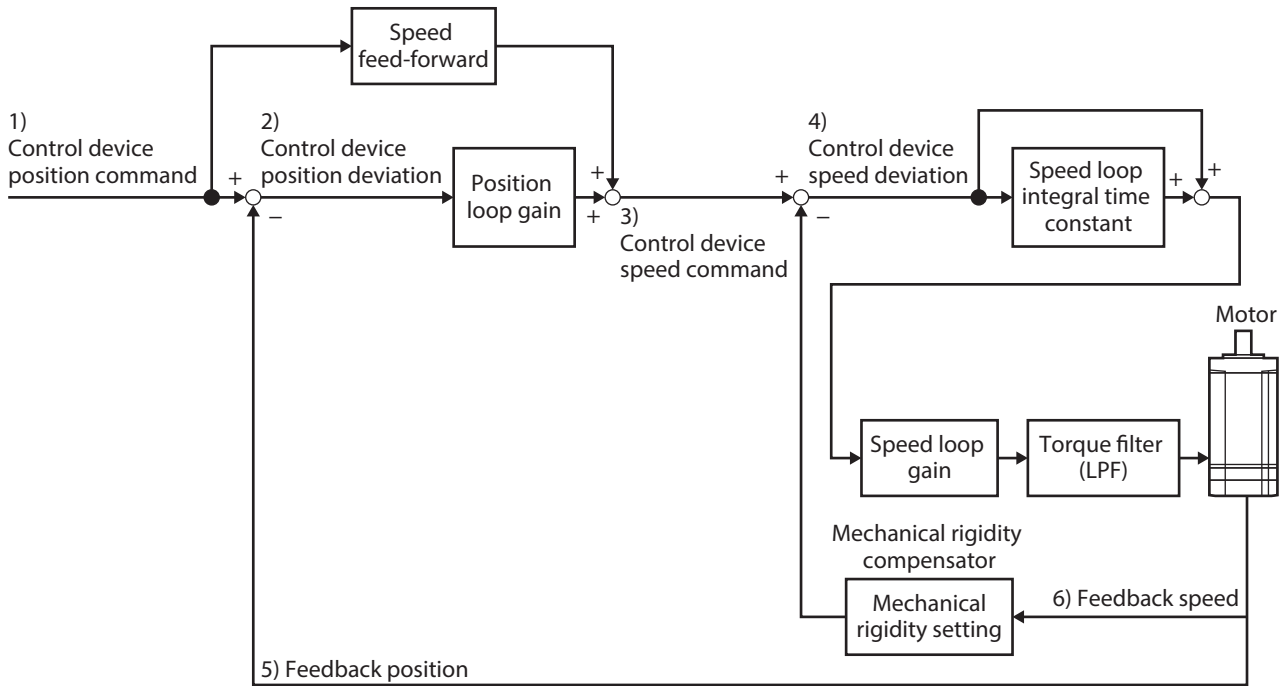 Speed
feed-forward
1)
Control device
position command
+
−
2)
Control device
position deviation
Position
loop gain
+
+
3)
Control device
speed command
+
−
4)
Control device
speed deviation
Speed loop
integral time
constant
+
+
Motor
Speed loop
gain
Torque filter
(LPF)
Mechanical rigidity
compensator
Mechanical
rigidity setting
6) Feedback speed
5) Feedback position